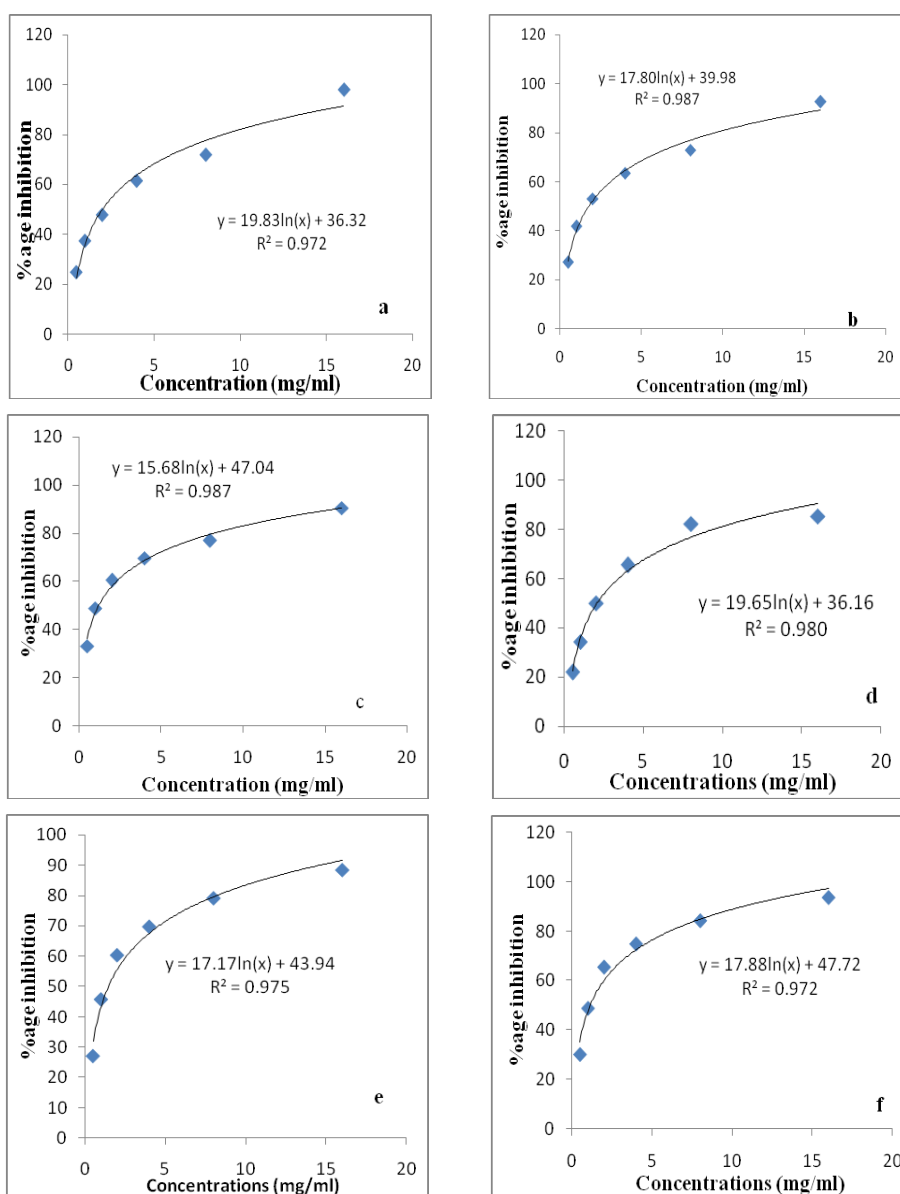 120
100
80
60
40
20
0
%age inhibition
y = 19.83ln(x) + 36.32
R² = 0.972
a
0 5 10 15 20
Concentration (mg/ml)
120
100
80
60
40
20
0
%age inhibition
y = 17.80ln(x) + 39.98
R² = 0.987
b
0 5 10 15 20
Concentration (mg/ml)
120
100
80
60
40
20
0
%age inhibition
y = 15.68ln(x) + 47.04
R² = 0.987
c
0 5 10 15 20
Concentration (mg/ml)
120
100
80
60
40
20
0
%age inhibition
y = 19.65ln(x) + 36.16
R² = 0.980
d
0 5 10 15 20
Concentrations (mg/ml)
100
90
80
70
60
50
40
30
20
10
0
%age inhibition
y = 17.17ln(x) + 43.94
R² = 0.975
e
0 5 10 15 20
Concentrations (mg/ml)
120
100
80
60
40
20
0
%age inhibition
y = 17.88ln(x) + 47.72
R² = 0.972
f
0 5 10 15 20
Concentrations (mg/ml)